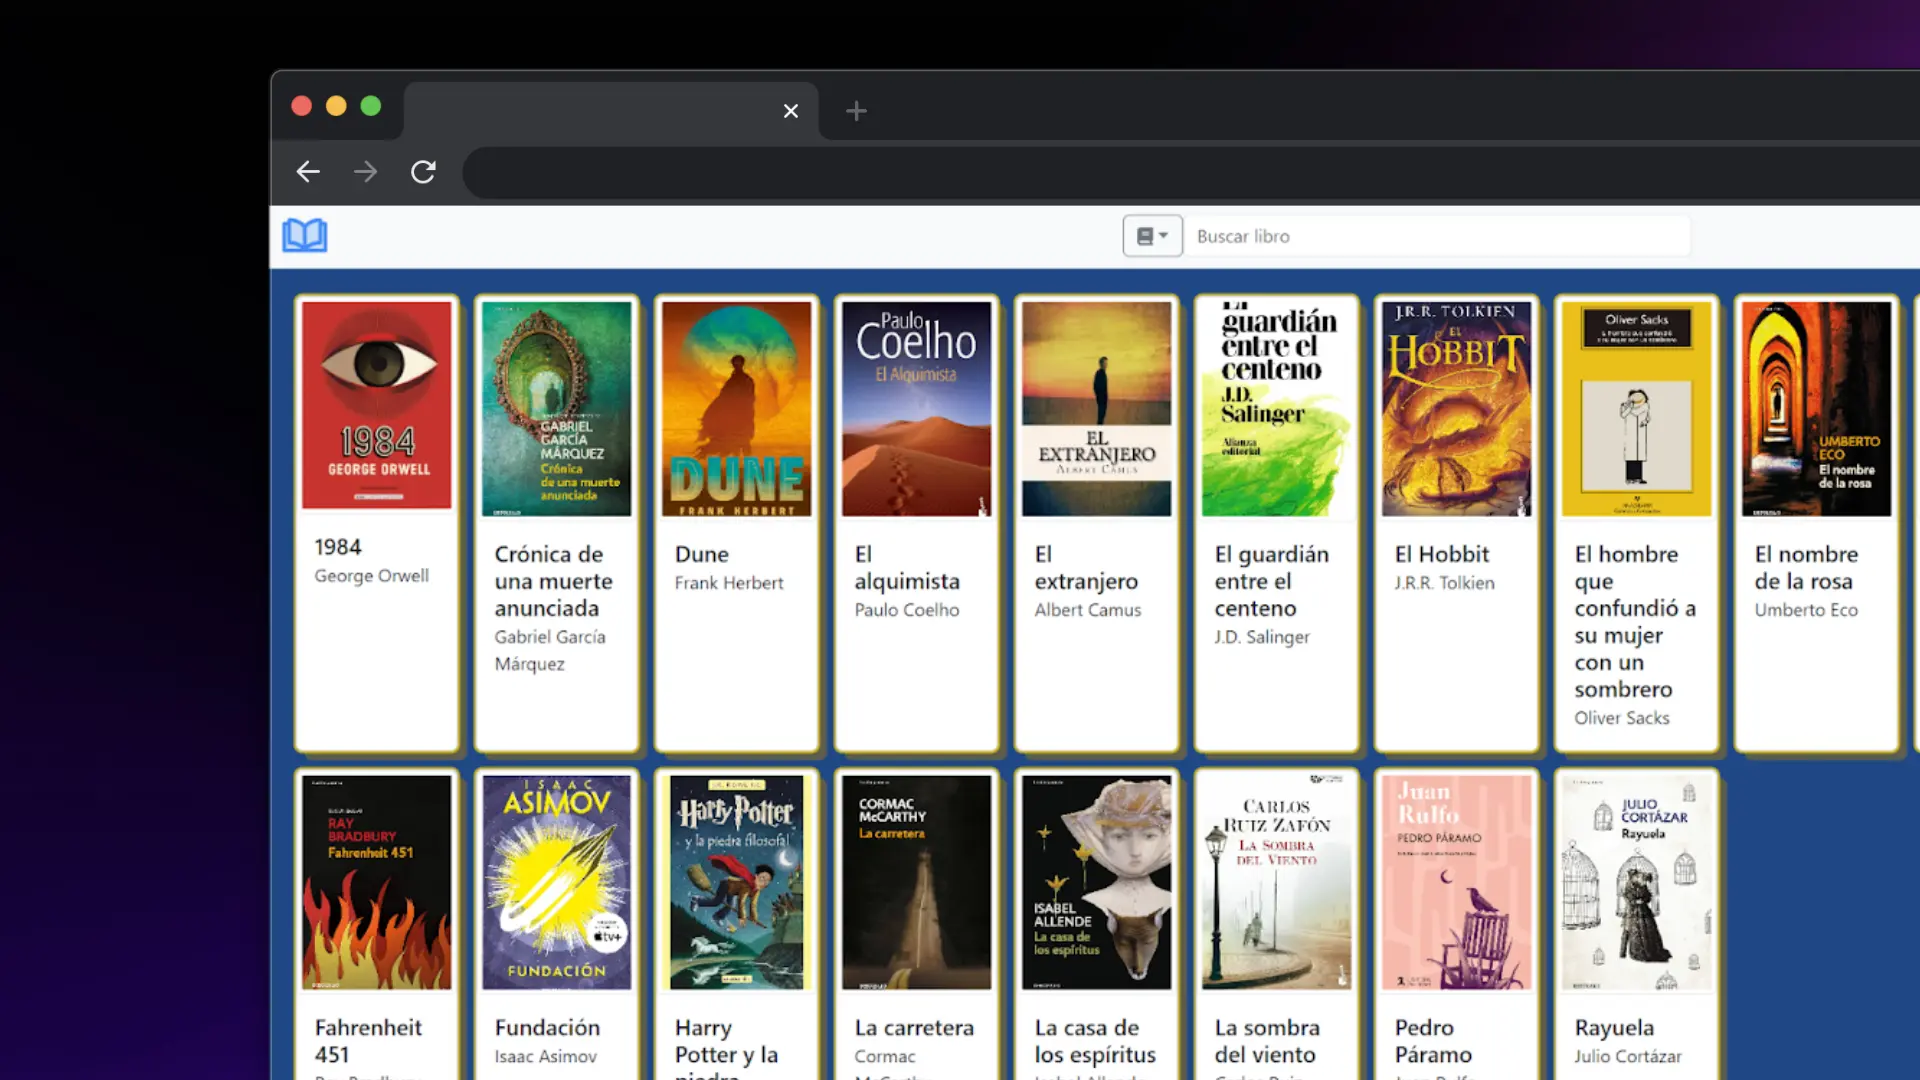 Buscar libro
1984
GEORGE ORWELL
1984
George Orwell
GABRIEL
GARCÍA
MÁRQUEZ
Crónica
de una muerte
anunciada
Crónica de
una muerte
anunciada
Gabriel García
Márquez
DUNE
FRANK HERBERT
Dune
Frank Herbert
Paulo
Coelho
El Alquimista
El
alquimista
Paulo Coelho
EL
EXTRANJERO
ALBERT CAMUS
El
extranjero
Albert Camus
guardián
entre el
centeno
J.D.
Salinger
Alianza
editorial
El guardián
entre el
centeno
J.D. Salinger
J.R.R. TOLKIEN
EL
HOBBIT
El Hobbit
J.R.R. Tolkien
Oliver Sacks
El hombre
que
confundió a
su mujer
con un
sombrero
Oliver Sacks
UMBERTO
ECO
El nombre
de la rosa
El nombre
de la rosa
Umberto Eco
RAY
BRADBURY
Fahrenheit 451
Fahrenheit
451
ISAAC
ASIMOV
tv+
FUNDACIÓN
Fundación
Isaac Asimov
Harry Potter
y la piedra filosofal
Harry
Potter y la
piedra
CORMAC
McCARTHY
La carretera
La carretera
Cormac
ISABEL
ALLENDE
La casa de
los espíritus
La casa de
los espíritus
CARLOS
RUIZ ZAFÓN
LA SOMBRA
DEL VIENTO
La sombra
del viento
Juan
Rulfo
PEDRO PÁRAMO
Pedro
Páramo
JULIO
CORTÁZAR
Rayuela
Rayuela
Julio Cortázar